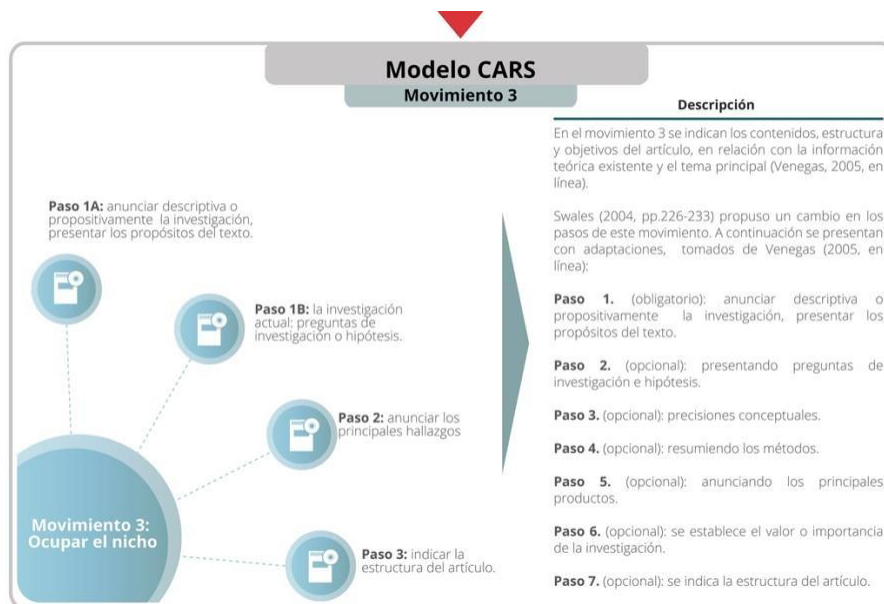 Modelo CARS
Movimiento 3
Paso 1A: anunciar descriptiva o
propositivamente la investigación,
presentar los propósitos del texto.
Paso 1B: la investigación
actual: preguntas de
investigación o hipótesis.
Paso 2: anunciar los
principales hallazgos
Movimiento 3:
Ocupar el nicho
Paso 3: indicar la
estructura del artículo.
Descripción
En el movimiento 3 se indican los contenidos, estructura
y objetivos del artículo, en relación con la información
teórica existente y el tema principal (Venegas, 2005, en
línea).
Swales (2004, pp.226-233) propuso un cambio en los
pasos de este movimiento. A continuación se presentan
con adaptaciones, tomados de Venegas (2005, en
línea):
Paso 1. (obligatorio): anunciar descriptiva o
propositivamente la investigación, presentar los
propósitos del texto.
Paso 2. (opcional): presentando preguntas de
investigación e hipótesis.
Paso 3. (opcional): precisiones conceptuales.
Paso 4. (opcional): resumiendo los métodos.
Paso 5. (opcional): anunciando los principales
productos.
Paso 6. (opcional): se establece el valor o importancia
de la investigación.
Paso 7. (opcional): se indica la estructura del artículo.